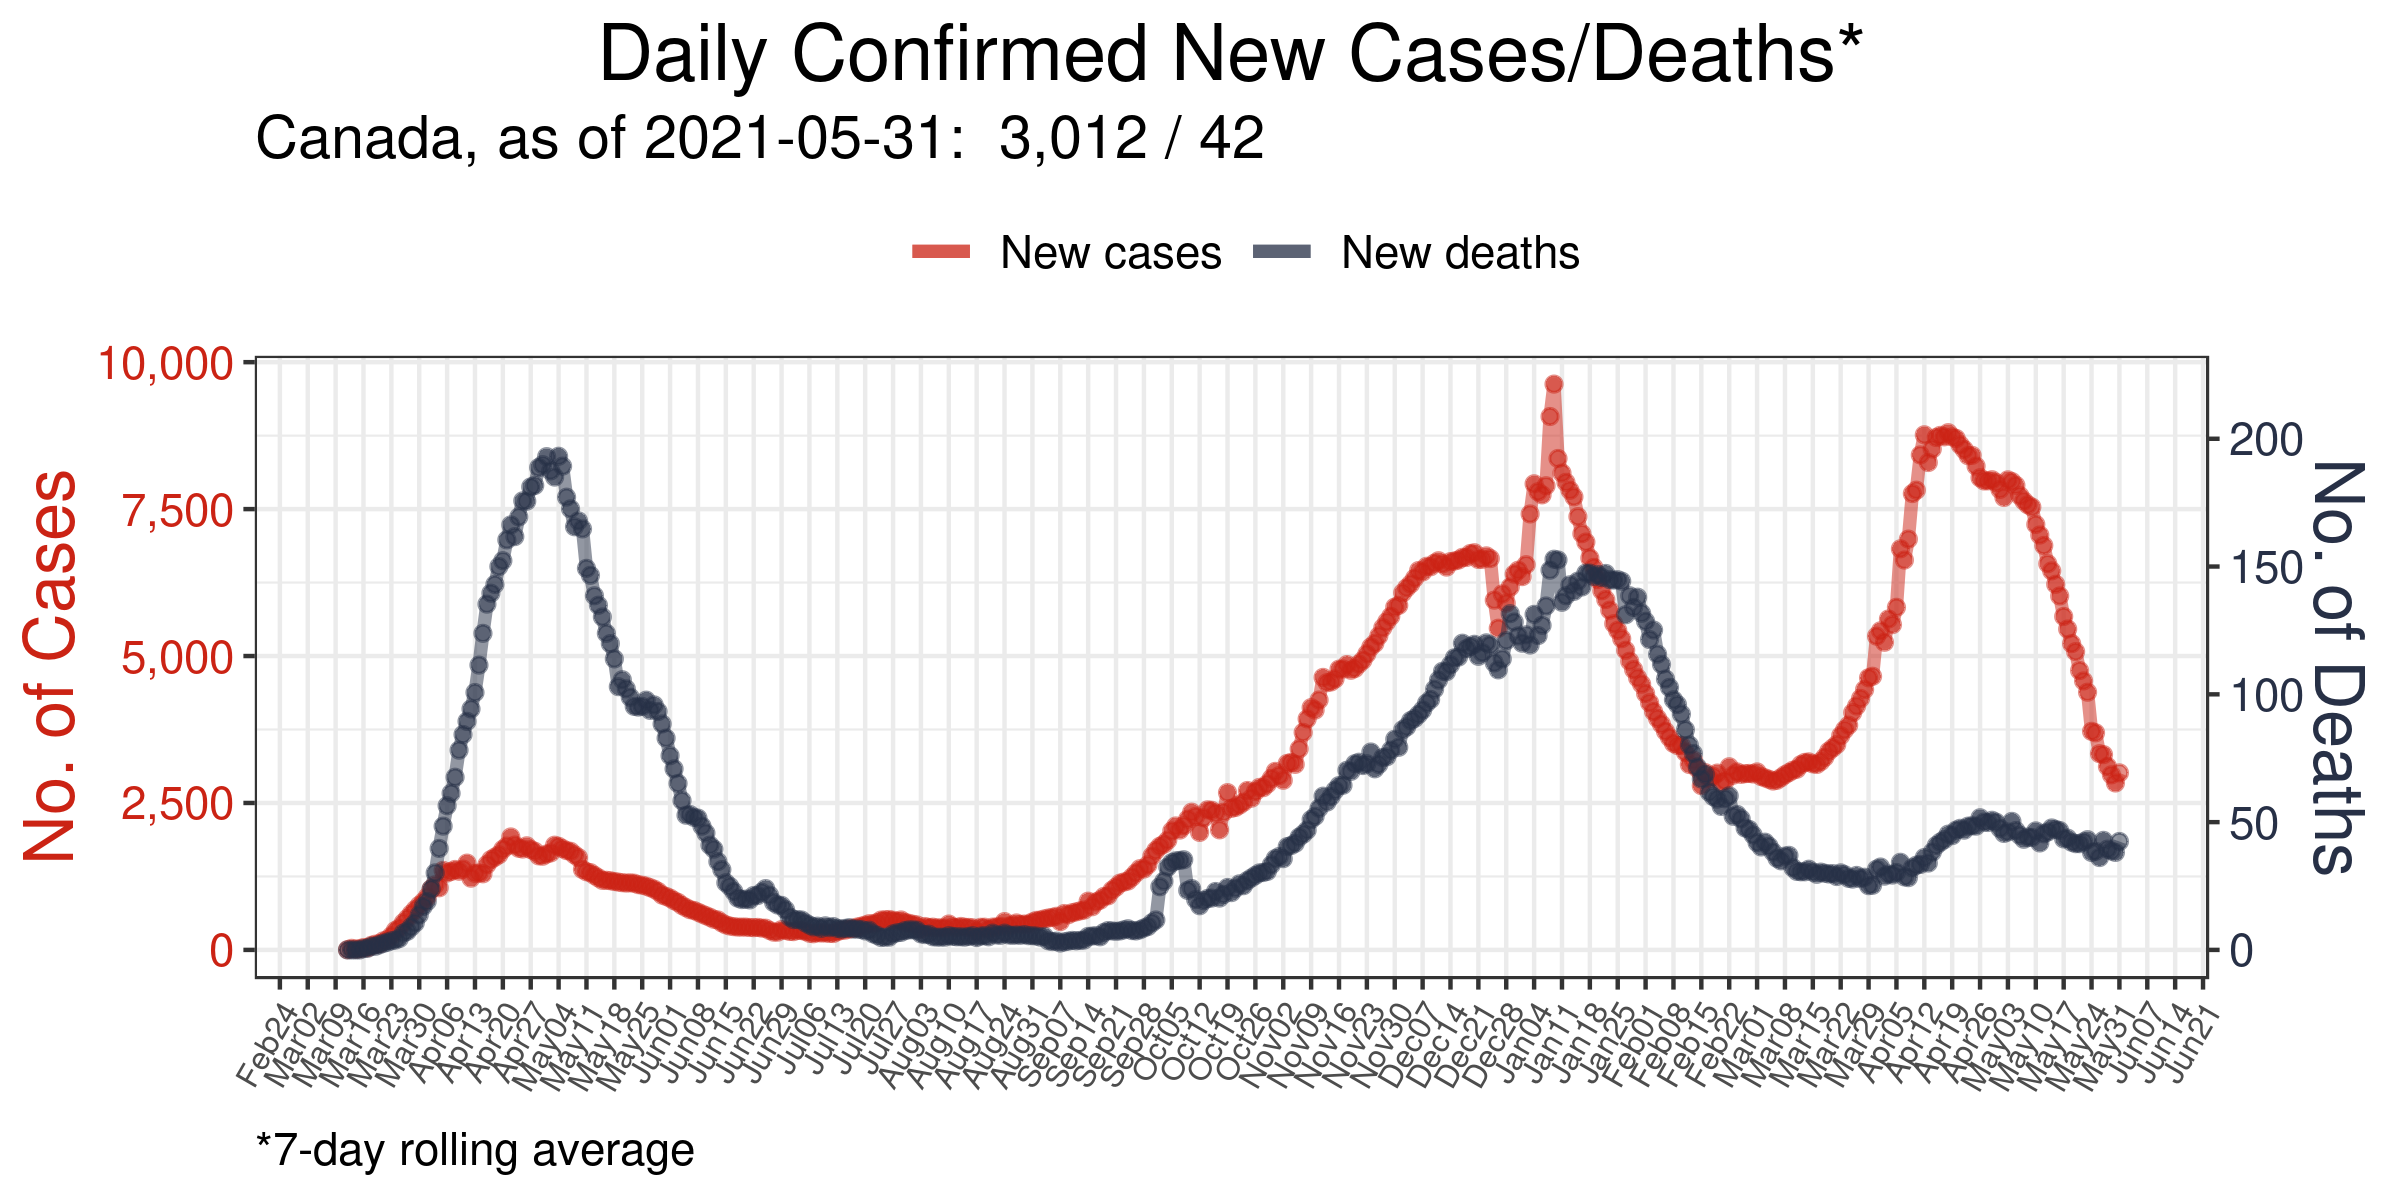 Daily Confirmed New Cases/Deaths*
Canada, as of 2021-05-31:  3,012 / 42
New cases
New deaths
No. of Cases
10,000
7,500
5,000
2,500
0
200
150
100
50
0
No. of Deaths
Feb24
Mar02
Mar09
Mar16
Mar23
Mar30
Apr06
Apr13
Apr20
Apr27
May04
May11
May18
May25
Jun01
Jun08
Jun15
Jun22
Jun29
Jul06
Jul13
Jul20
Jul27
Aug03
Aug10
Aug17
Aug24
Aug31
Sep07
Sep14
Sep21
Sep28
Oct05
Oct12
Oct19
Oct26
Nov02
Nov09
Nov16
Nov23
Nov30
Dec07
Dec14
Dec21
Dec28
Jan04
Jan11
Jan18
Jan25
Feb01
Feb08
Feb15
Feb22
Mar01
Mar08
Mar15
Mar22
Mar29
Apr05
Apr12
Apr19
Apr26
May03
May10
May17
May24
May31
Jun07
Jun14
Jun21
*7-day rolling average